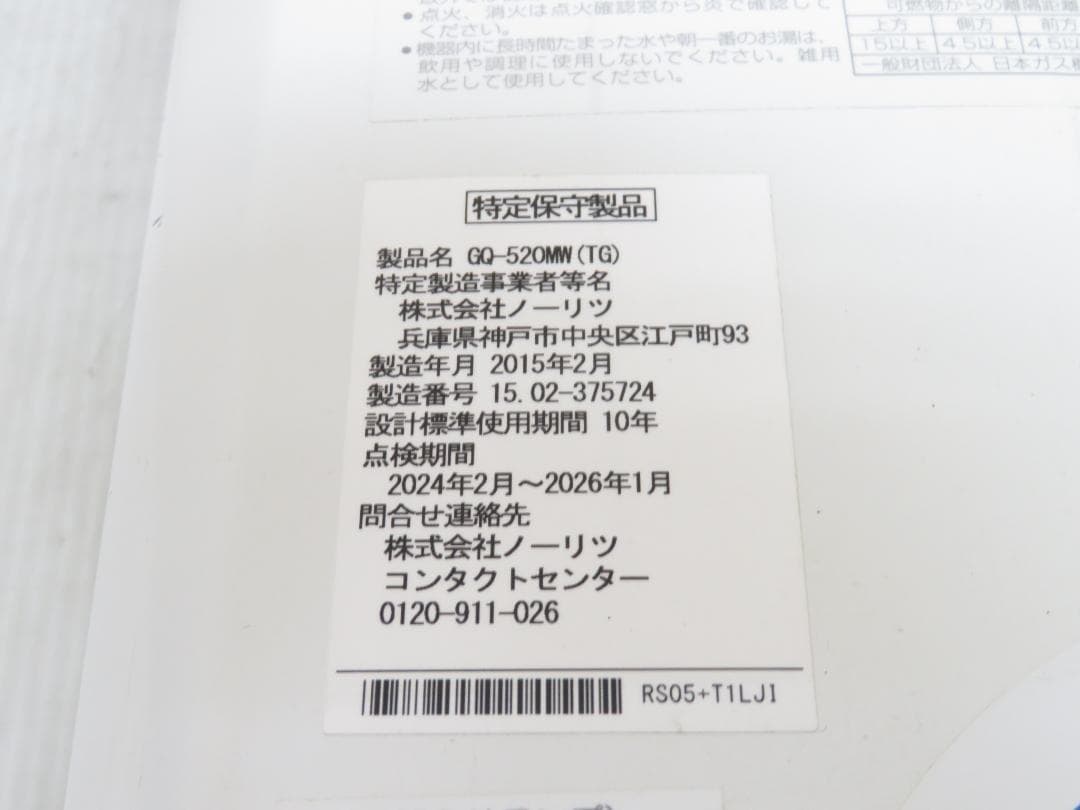 点火、消火は点火確認窓から炎で確認して
ください。
●機器内に長時間たまった水や朝一番のお湯は、
飲用や調理に使用しないでください。雑用
水として使用してください。
可燃物からの離隔距離
上方 側方 前方
15以上 45以上 45以
一般財団法人 日本ガス機
特定保守製品
製品名 GQ-520MW(TG)
特定製造事業者等名
株式会社ノーリツ
兵庫県神戸市中央区江戸町93
製造年月 2015年2月
製造番号 15.02-375724
設計標準使用期間 10年
点検期間
2024年2月～2026年1月
問合せ連絡先
株式会社ノーリツ
コンタクトセンター
0120-911-026
RS05+T1LJI